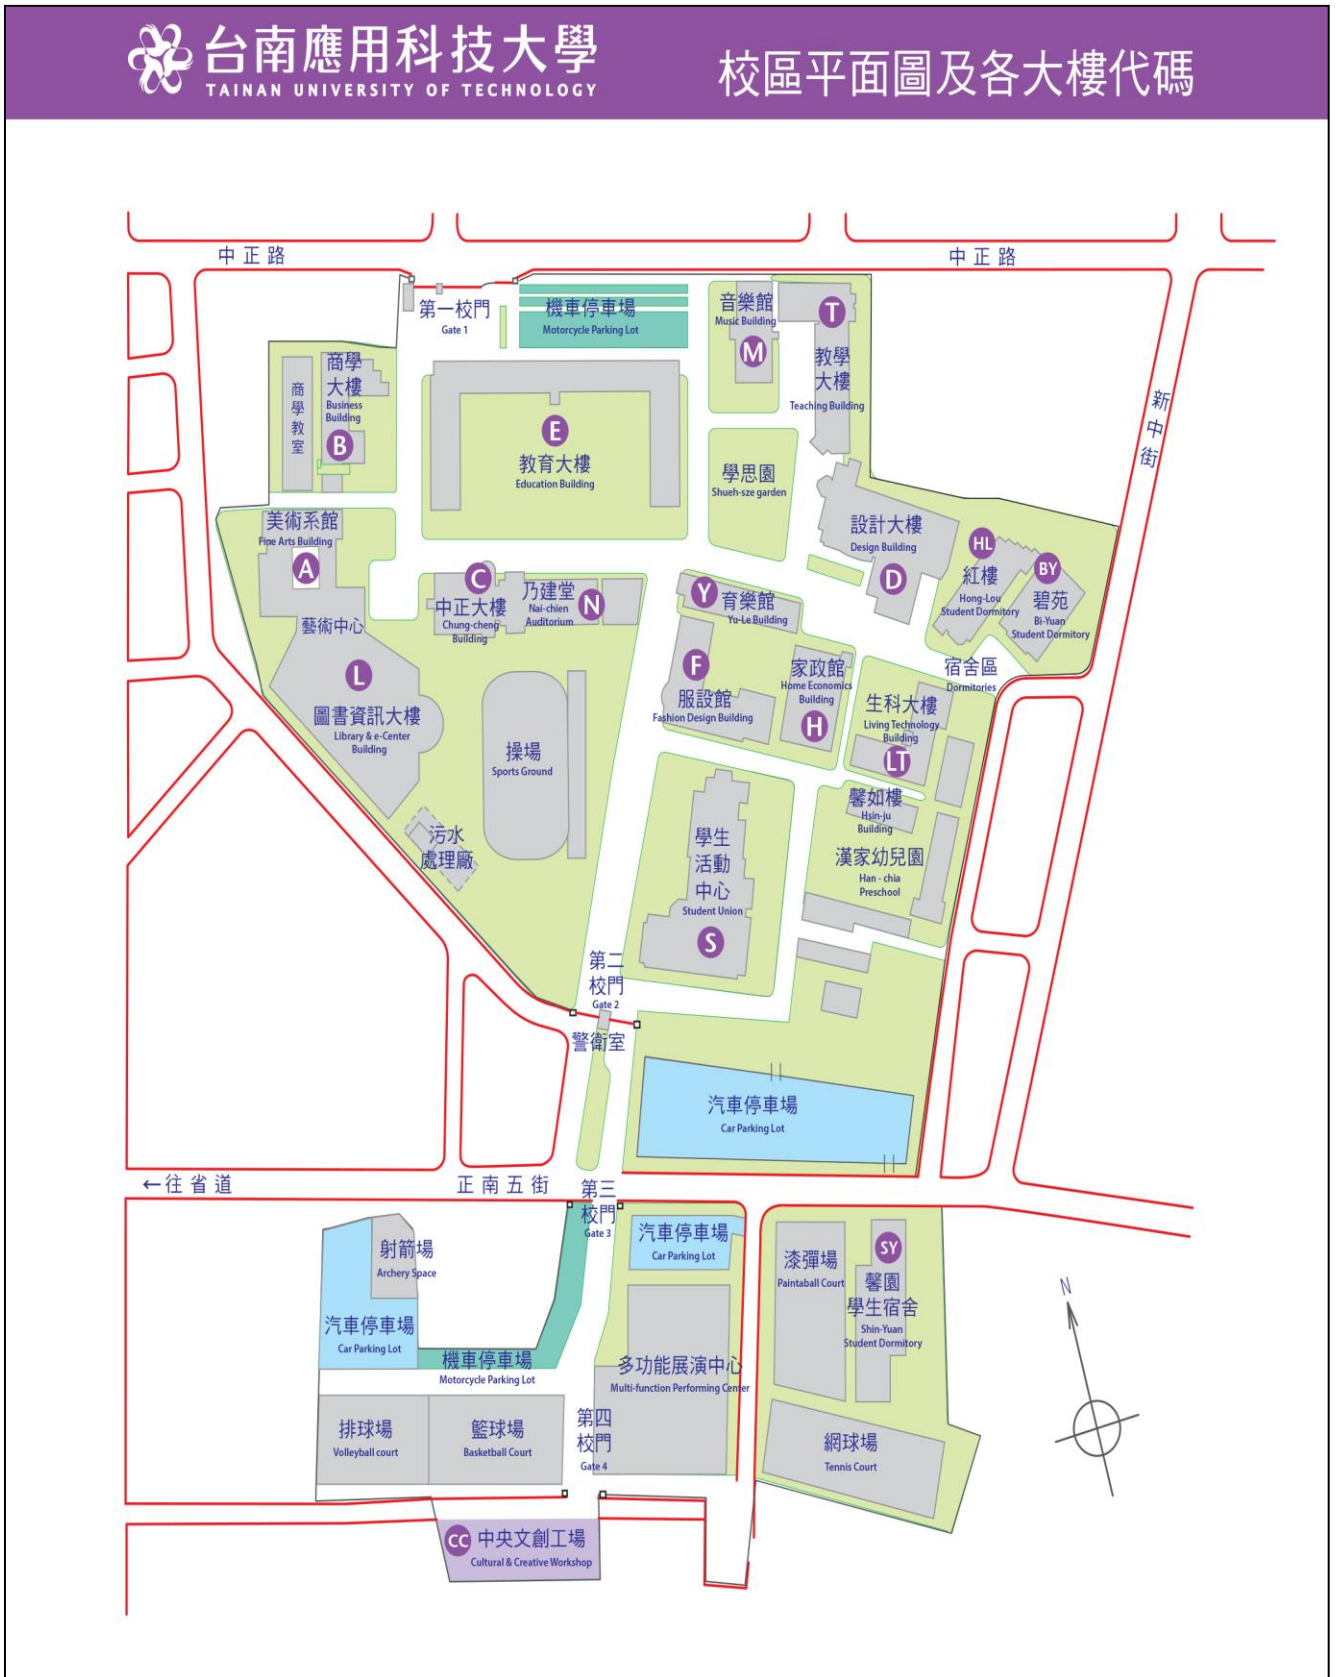 台南應用科技大學
TAINAN UNIVERSITY OF TECHNOLOGY
校區平面圖及各大樓代碼
中正路
中正路
第一校門
Gate 1
機車停車場
Motorcycle Parking Lot
音樂館
Music Building
M
T
教學
大樓
Teaching Building
新中街
商學
大樓
Business
Building
B
商學教室
E
教育大樓
Education Building
學思園
Shueh-sze garden
美術系館
Fine Arts Building
A
藝術中心
設計大樓
Design Building
D
HL
紅樓
Hong-Lou
Student Dormitory
BY
碧苑
Bi-Yuan
Student Dormitory
C
中正大樓
Chung-cheng
Building
乃建堂
Nai-chien
Auditorium
N
Y
育樂館
Yu-Le Building
宿舍區
Dormitories
L
圖書資訊大樓
Library & e-Center
Building
F
服設館
Fashion Design Building
家政館
Home Economics
Building
H
生科大樓
Living Technology
Building
LT
操場
Sports Ground
馨如樓
Hsin-ju
Building
污水
處理廠
學生
活動
中心
Student Union
S
漢家幼兒園
Han - chia
Preschool
第二
校門
Gate 2
警衛室
汽車停車場
Car Parking Lot
←往省道
正南五街
第三
校門
Gate 3
汽車停車場
Car Parking Lot
射箭場
Archery Space
漆彈場
Paintaball Court
SY
馨園
學生宿舍
Shin-Yuan
Student Dormitory
N
汽車停車場
Car Parking Lot
機車停車場
Motorcycle Parking Lot
多功能展演中心
Multi-function Performing Center
排球場
Volleyball court
籃球場
Basketball Court
第四
校門
Gate 4
網球場
Tennis Court
CC
中央文創工場
Cultural & Creative Workshop